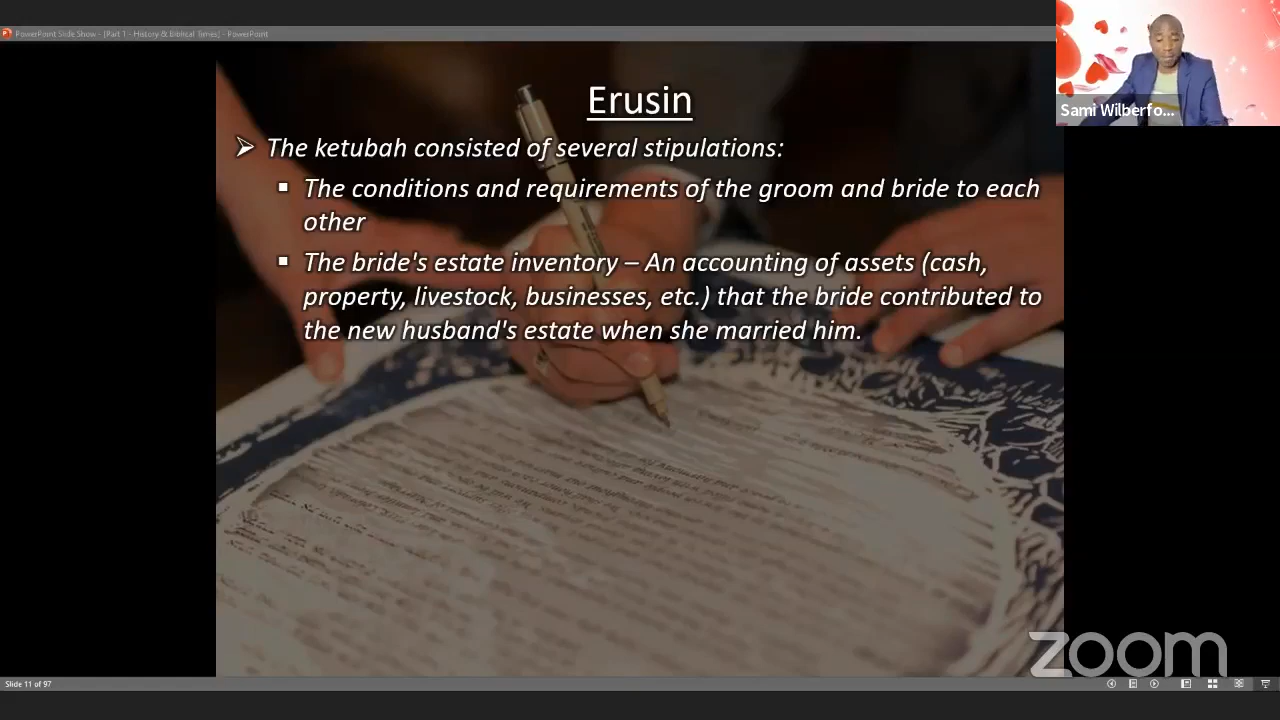 PowerPoint Slide Show - [Part 1 - History & Biblical Times] - PowerPoint
Sami Wilberfo...
Erusin
➢ The ketubah consisted of several stipulations:
▪ The conditions and requirements of the groom and bride to each
other
▪ The bride's estate inventory – An accounting of assets (cash,
property, livestock, businesses, etc.) that the bride contributed to
the new husband's estate when she married him.
zoom
Slide 11 of 97